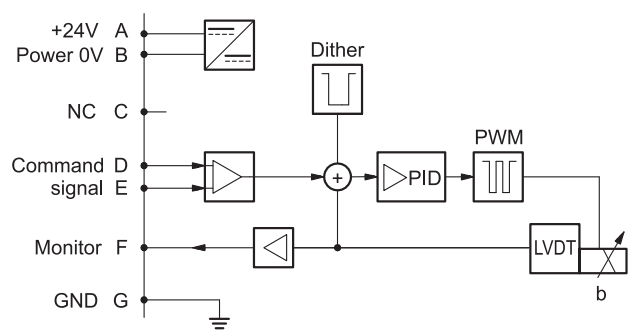 +24V A
Power 0V B
Dither
NC C
PWM
Command D
signal E
+
PID
Monitor F
LVDT
b
GND G